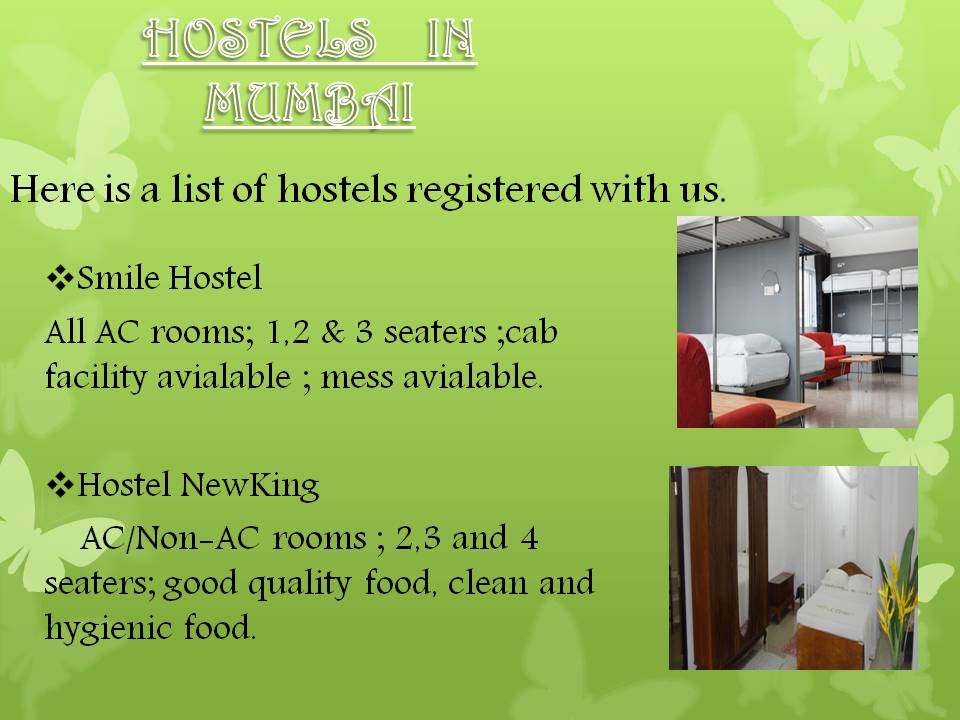 HOSTELS IN
MUMBAI
Here is a list of hostels registered with us.
❖Smile Hostel
All AC rooms; 1,2 & 3 seaters ;cab
facility avialable ; mess avialable.
❖Hostel NewKing
AC/Non-AC rooms ; 2,3 and 4
seaters; good quality food, clean and
hygienic food.